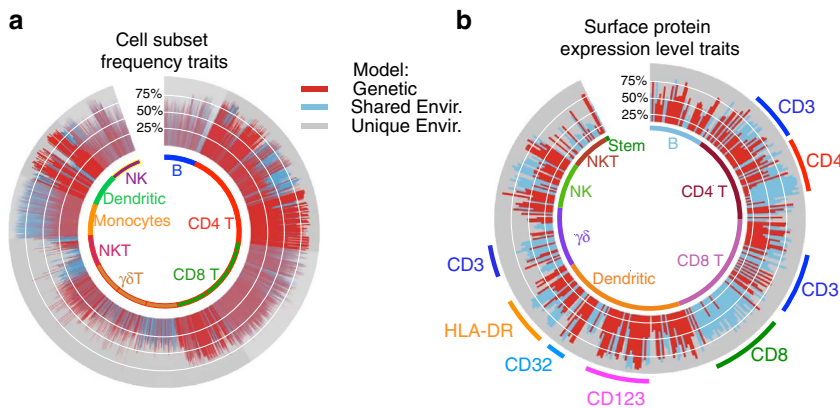 a
Cell subset
frequency traits
75%
50%
25%
B
CD4 T
CD8 T
γδT
NKT
Monocytes
Dendritic
NK
Model:
Genetic
Shared Envir.
Unique Envir.
b
Surface protein
expression level traits
75%
50%
25%
B
CD4 T
CD8 T
Dendritic
γδ
NK
NKT
Stem
CD3
CD4
CD3
CD8
CD123
CD32
HLA-DR
CD3